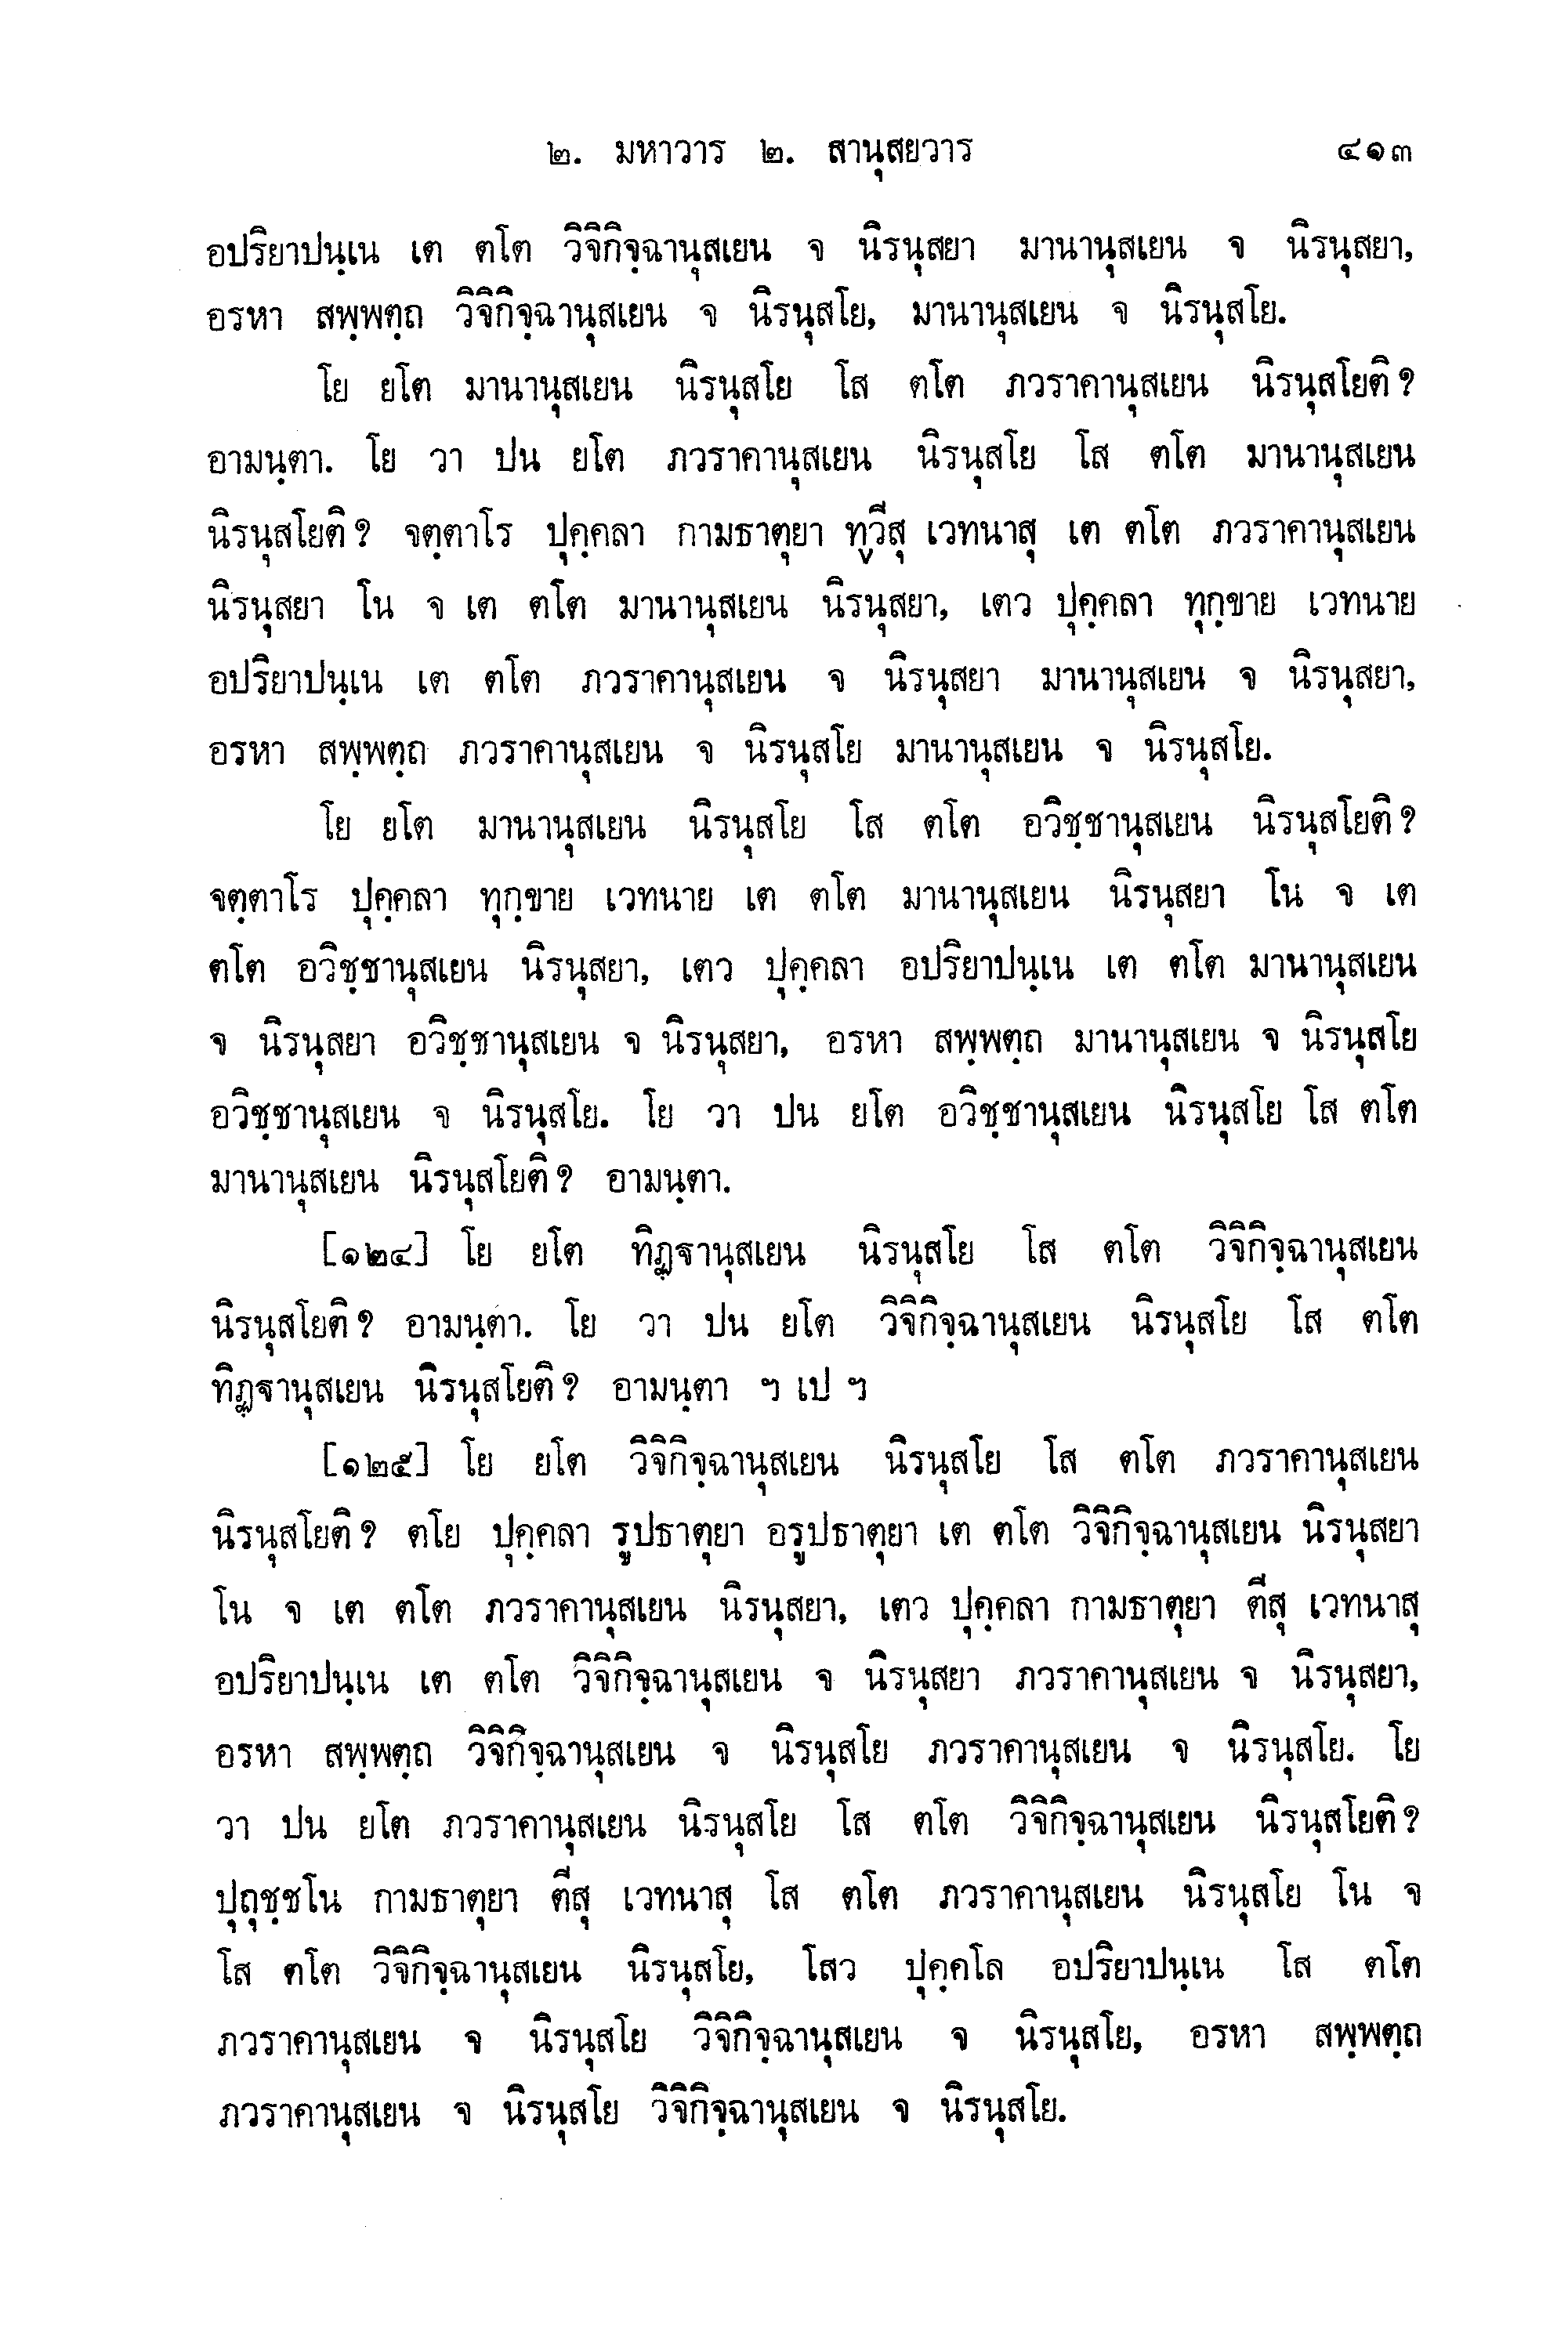 ๒. มหาวาร ๒. สานุสยวาร ๔๑๓
อปริยาปนฺเน เต ตโต วิจิกิจฺฉานุสเยน จ นิรนุสยา มานานุสเยน จ นิรนุสยา,
อรหา สพฺพตฺถ วิจิกิจฺฉานุสเยน จ นิรนุสโย, มานานุสเยน จ นิรนุสโย.
โย ยโต มานานุสเยน นิรนุสโย โส ตโต ภวราคานุสเยน นิรนุสโยติ ?
อามนฺตา. โย วา ปน ยโต ภวราคานุสเยน นิรนุสโย โส ตโต มานานุสเยน
นิรนุสโยติ ? จตฺตาโร ปุคฺคลา กามธาตุยา ทฺวีสุ เวทนาสุ เต ตโต ภวราคานุสเยน
นิรนุสยา โน จ เต ตโต มานานุสเยน นิรนุสยา, เตว ปุคฺคลา ทุกฺขาย เวทนาย
อปริยาปนฺเน เต ตโต ภวราคานุสเยน จ นิรนุสยา มานานุสเยน จ นิรนุสยา,
อรหา สพฺพตฺถ ภวราคานุสเยน จ นิรนุสโย มานานุสเยน จ นิรนุสโย.
โย ยโต มานานุสเยน นิรนุสโย โส ตโต อวิชฺชานุสเยน นิรนุสโยติ ?
จตฺตาโร ปุคฺคลา ทุกฺขาย เวทนาย เต ตโต มานานุสเยน นิรนุสยา โน จ เต
ตโต อวิชฺชานุสเยน นิรนุสยา, เตว ปุคฺคลา อปริยาปนฺเน เต ตโต มานานุสเยน
จ นิรนุสยา อวิชฺชานุสเยน จ นิรนุสยา, อรหา สพฺพตฺถ มานานุสเยน จ นิรนุสโย
อวิชฺชานุสเยน จ นิรนุสโย. โย วา ปน ยโต อวิชฺชานุสเยน นิรนุสโย โส ตโต
มานานุสเยน นิรนุสโยติ ? อามนฺตา.
[๑๒๔] โย ยโต ทิฏฺฐานุสเยน นิรนุสโย โส ตโต วิจิกิจฺฉานุสเยน
นิรนุสโยติ ? อามนฺตา. โย วา ปน ยโต วิจิกิจฺฉานุสเยน นิรนุสโย โส ตโต
ทิฏฺฐานุสเยน นิรนุสโยติ ? อามนฺตา ฯ เป ฯ
[๑๒๕] โย ยโต วิจิกิจฺฉานุสเยน นิรนุสโย โส ตโต ภวราคานุสเยน
นิรนุสโยติ ? ตโย ปุคฺคลา รูปธาตุยา อรูปธาตุยา เต ตโต วิจิกิจฺฉานุสเยน นิรนุสยา
โน จ เต ตโต ภวราคานุสเยน นิรนุสยา, เตว ปุคฺคลา กามธาตุยา ตีสุ เวทนาสุ
อปริยาปนฺเน เต ตโต วิจิกิจฺฉานุสเยน จ นิรนุสยา ภวราคานุสเยน จ นิรนุสยา,
อรหา สพฺพตฺถ วิจิกิจฺฉานุสเยน จ นิรนุสโย ภวราคานุสเยน จ นิรนุสโย. โย
วา ปน ยโต ภวราคานุสเยน นิรนุสโย โส ตโต วิจิกิจฺฉานุสเยน นิรนุสโยติ ?
ปุถุชฺชโน กามธาตุยา ตีสุ เวทนาสุ โส ตโต ภวราคานุสเยน นิรนุสโย โน จ
โส ตโต วิจิกิจฺฉานุสเยน นิรนุสโย, โสว ปุคฺคโล อปริยาปนฺเน โส ตโต
ภวราคานุสเยน จ นิรนุสโย วิจิกิจฺฉานุสเยน จ นิรนุสโย, อรหา สพฺพตฺถ
ภวราคานุสเยน จ นิรนุสโย วิจิกิจฺฉานุสเยน จ นิรนุสโย.